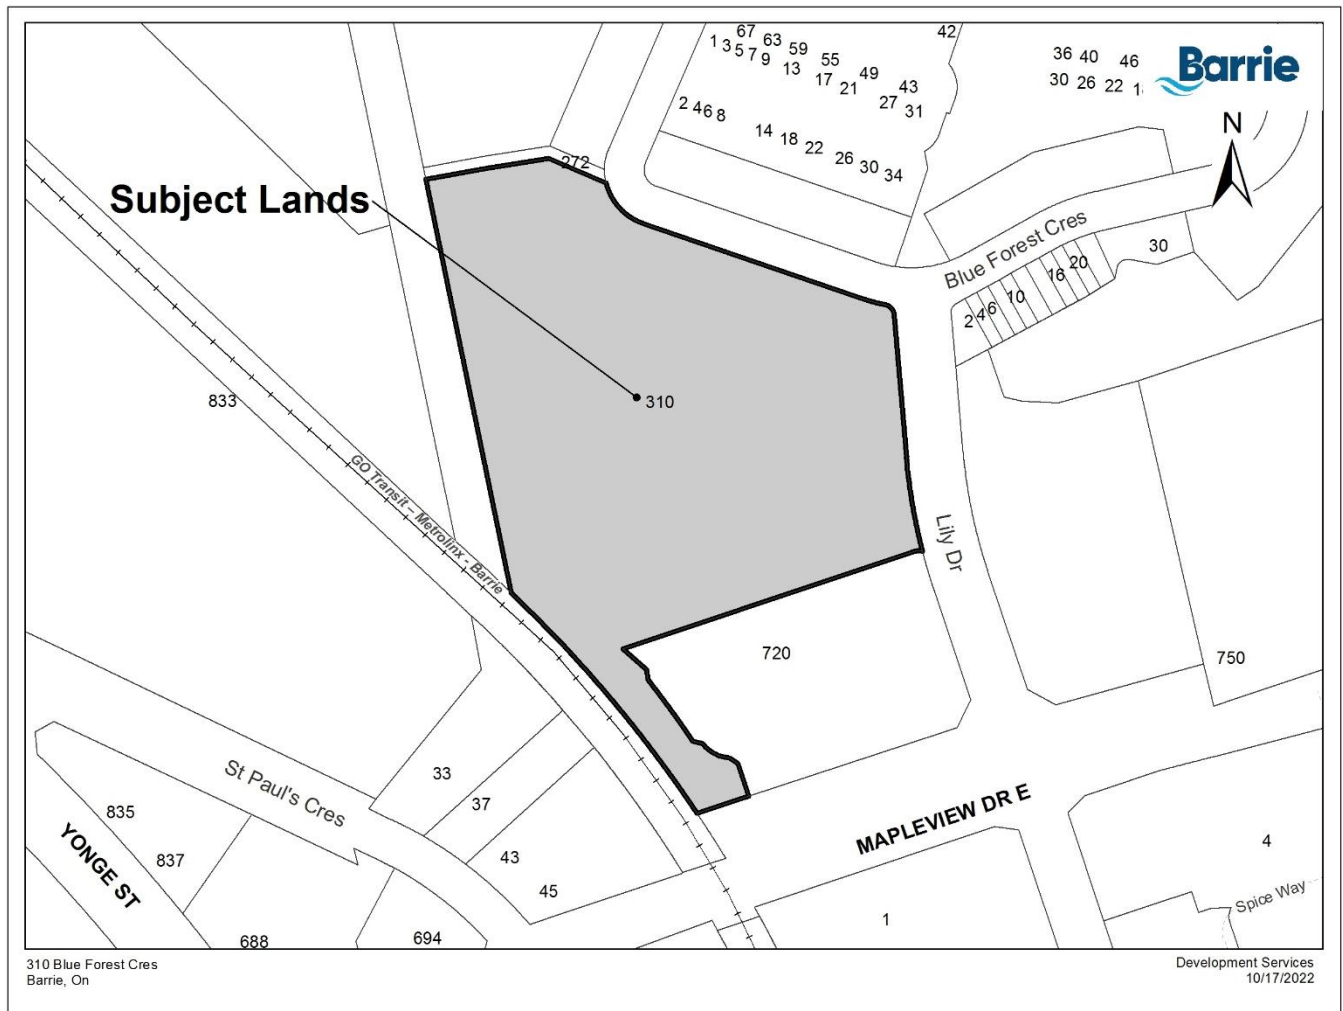 67
1 3 5 7 9
63
59
13
55
17
21
49
27
43
31
42
36 40 46
30 26 22
Barrie
N
2 4 6 8
14 18 22 26 30 34
272
Subject Lands
Blue Forest Cres
30
2 4 6 10 16 20
310
833
GO Transit – Metrolinx - Barrie
Lily Dr
720
750
33
37
43
45
St Paul's Cres
835
837
YONGE ST
688
694
MAPLEVIEW DR E
4
Spice Way
1
310 Blue Forest Cres
Barrie, On
Development Services
10/17/2022